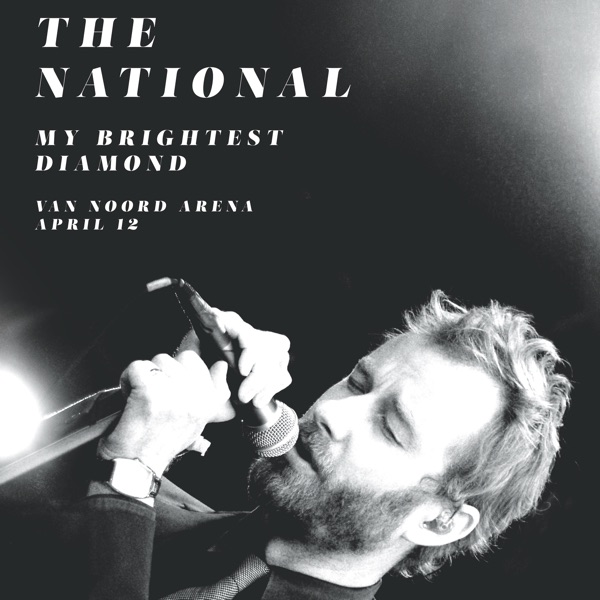 THE
NATIONAL
MY BRIGHTEST
DIAMOND
VAN NOORD ARENA
APRIL 12